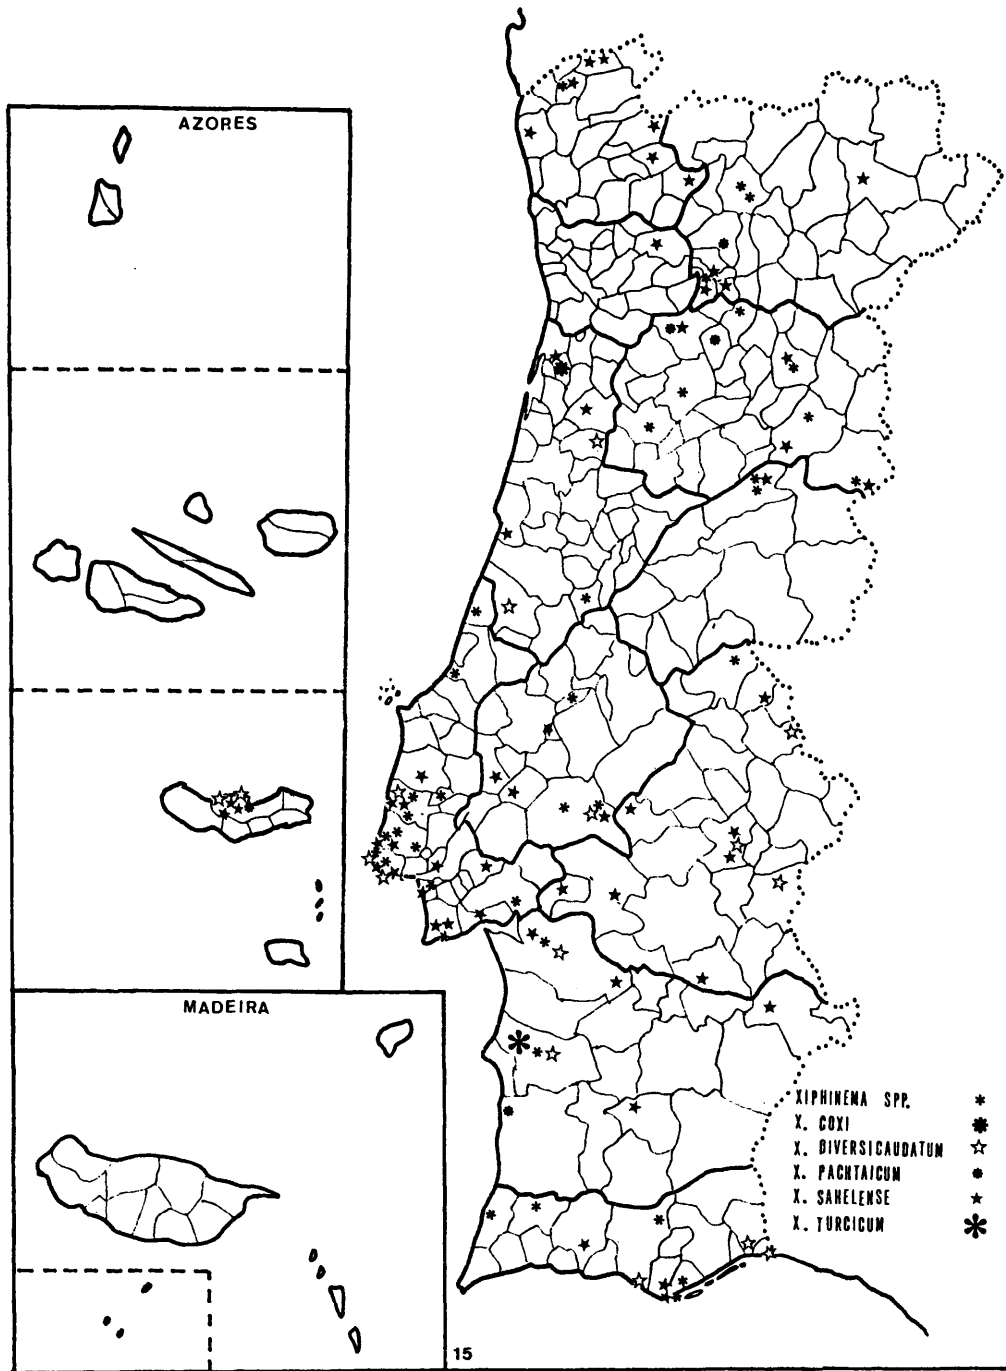 AZORES
MADEIRA
XIPHINEMA SPP.
X. COXI
X. DIVERSICAUDATUM
X. PACHTAICUM
X. SAHELENSE
X. TURCICUM
15